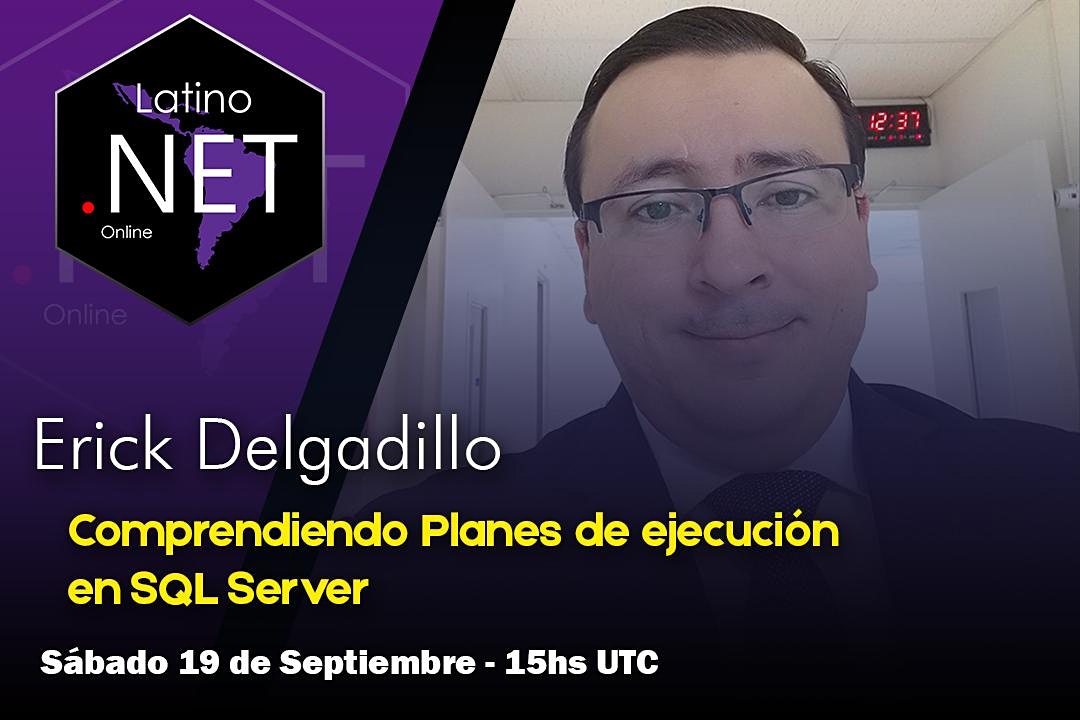 Latino
.NET
Online
Online
12:37
Erick Delgadillo
Comprendiendo Planes de ejecución
en SQL Server
Sábado 19 de Septiembre - 15hs UTC